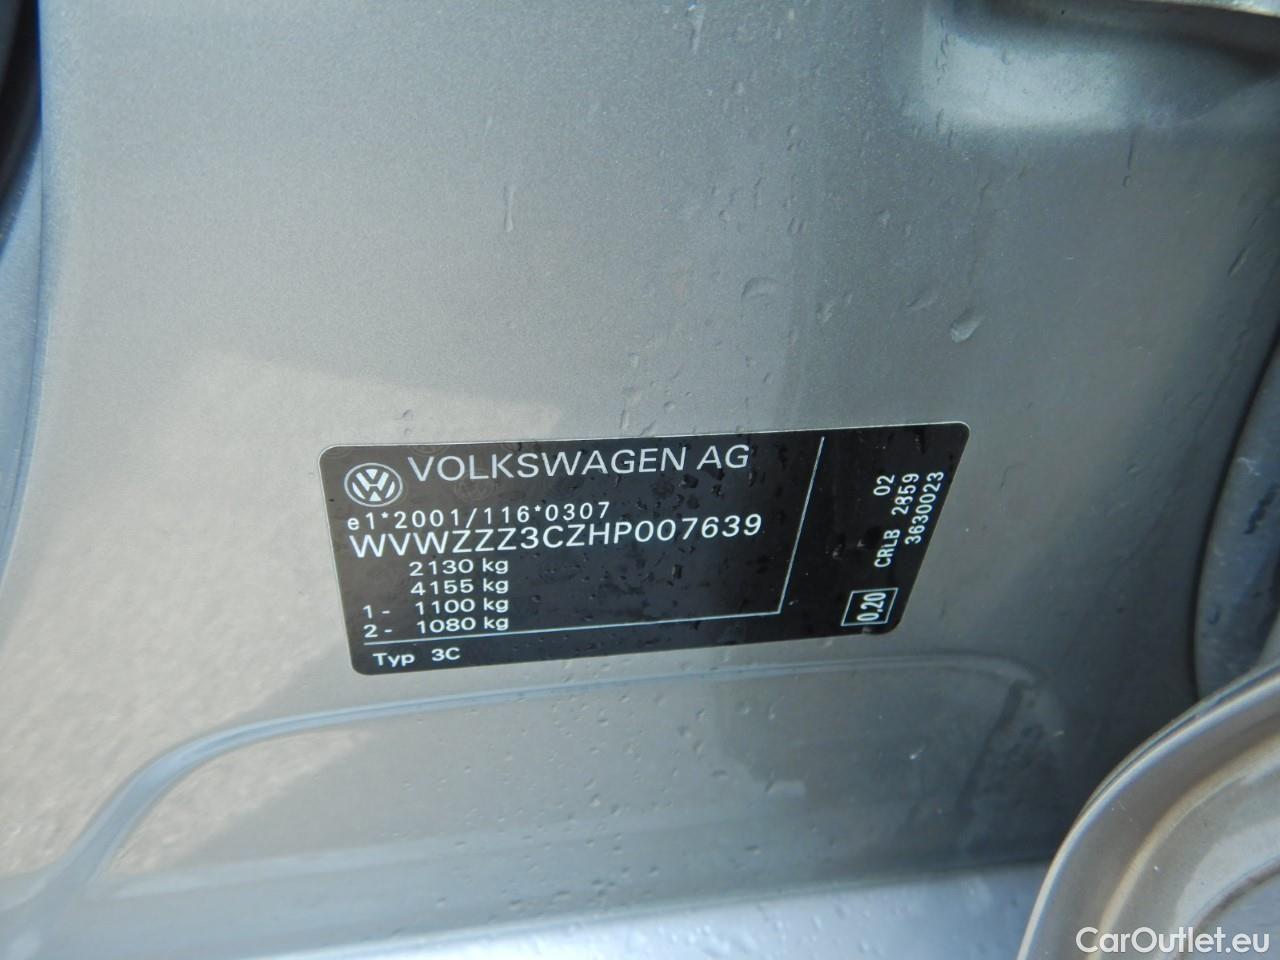 VOLKSWAGEN AG
e1*2001/116*0307
WVWZZZ3CZHP007639
2130 kg
4155 kg
1- 1100 kg
2- 1080 kg
Typ 3C
02
CRLB 2859
3630023
0,20
CarOutlet.eu